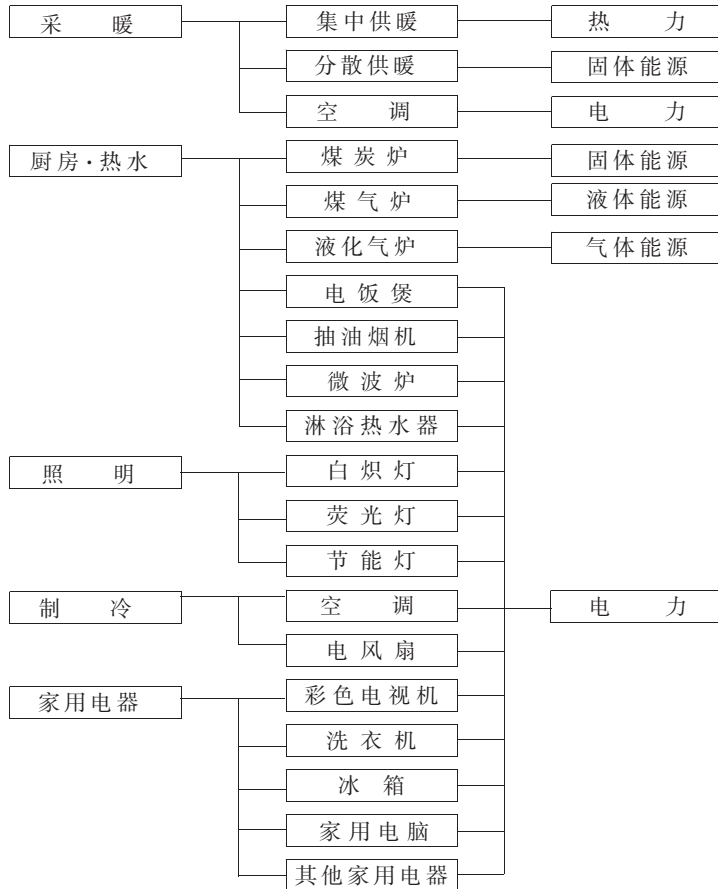 采 暖 集中供暖 热 力
分散供暖 固体能源
空 调 电 力
厨房·热水 煤炭炉 固体能源
煤气炉 液体能源
液化气炉 气体能源
电饭煲
抽油烟机
微波炉
淋浴热水器
照 明 白炽灯
荧光灯
节能灯
制 冷 空 调 电 力
电风扇
家用电器 彩色电视机
洗衣机
冰 箱
家用电脑
其他家用电器